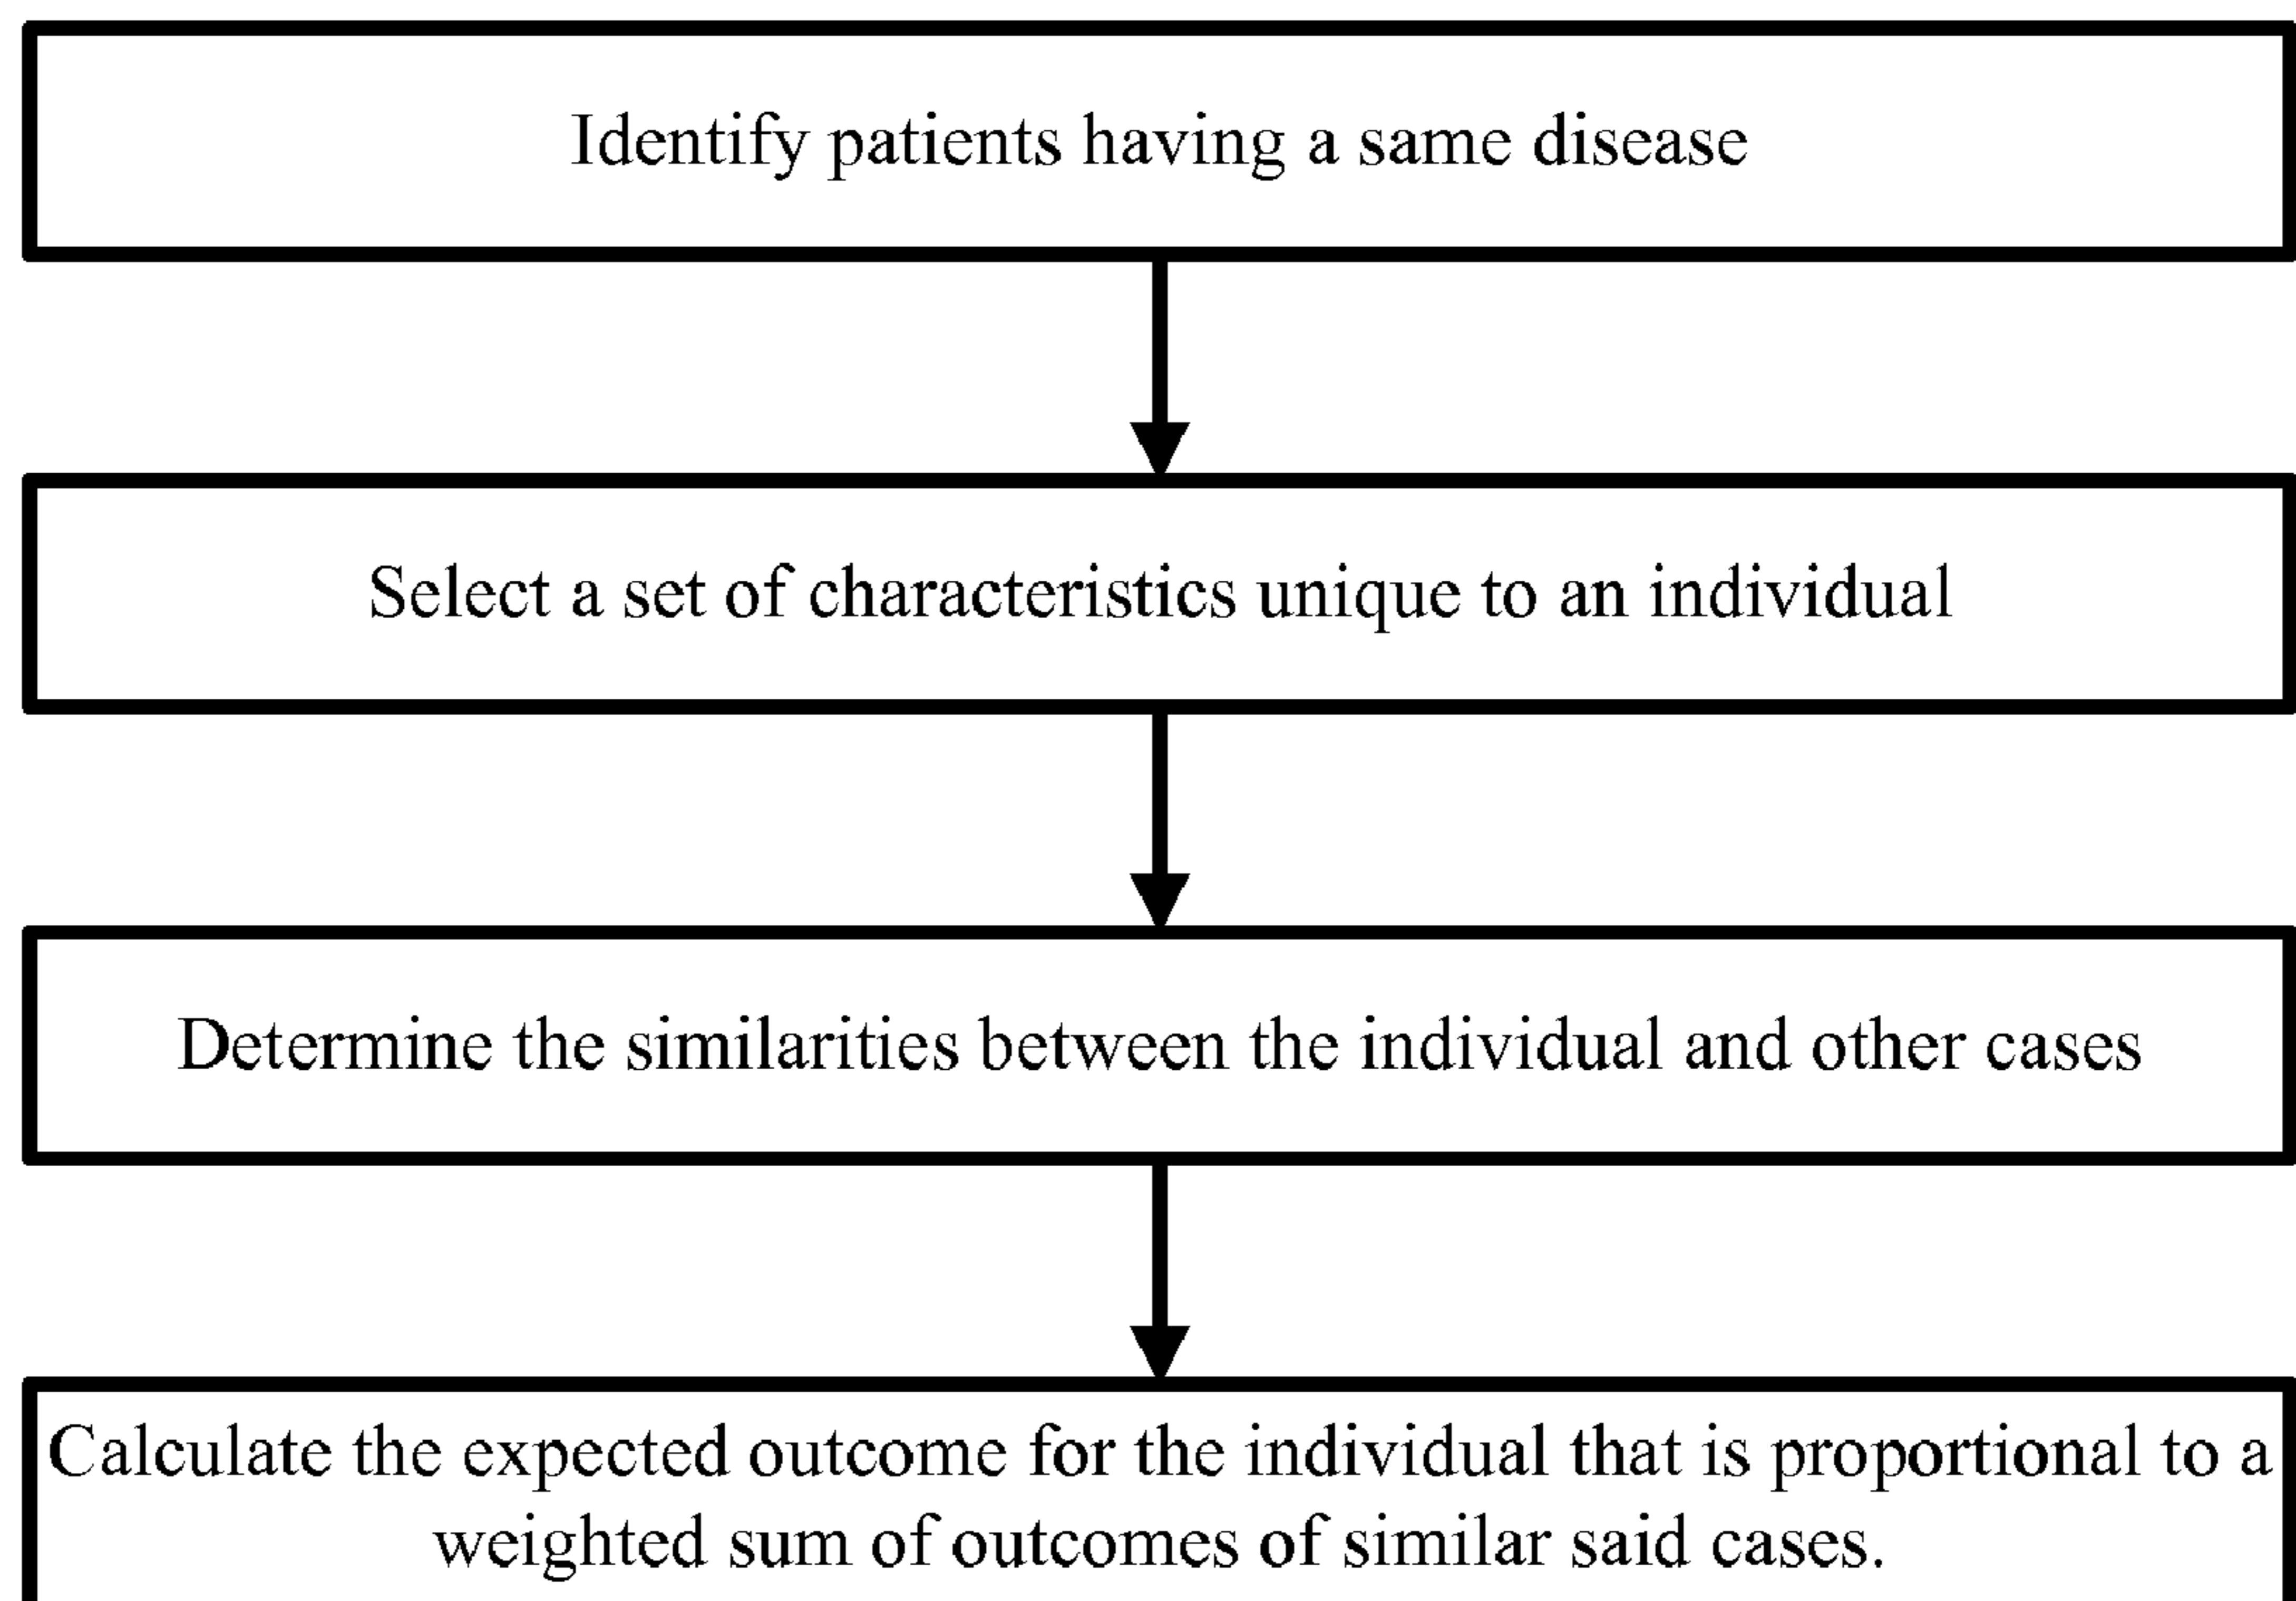 Identify patients having a same disease
Select a set of characteristics unique to an individual
Determine the similarities between the individual and other cases
Calculate the expected outcome for the individual that is proportional to a
weighted sum of outcomes of similar said cases.